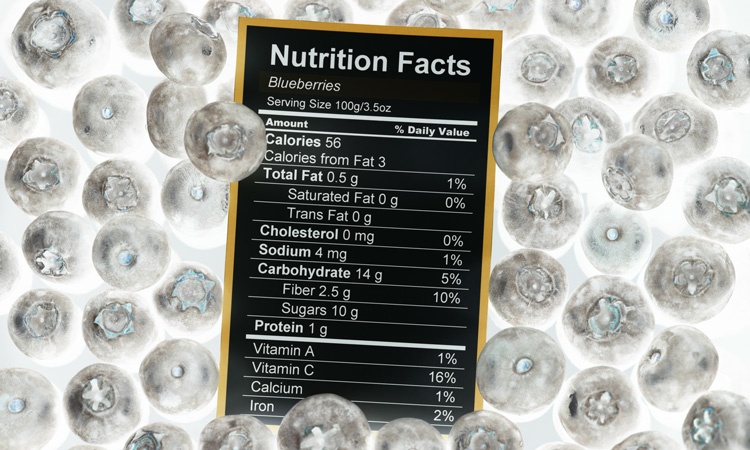 Nutrition Facts
Blueberries
Serving Size 100g/3.5oz
Amount % Daily Value
Calories 56
Calories from Fat 3
Total Fat 0.5 g 1%
Saturated Fat 0 g 0%
Trans Fat 0 g
Cholesterol 0 mg 0%
Sodium 4 mg 1%
Carbohydrate 14 g 5%
Fiber 2.5 g 10%
Sugars 10 g
Protein 1 g
Vitamin A 1%
Vitamin C 16%
Calcium 1%
Iron 2%